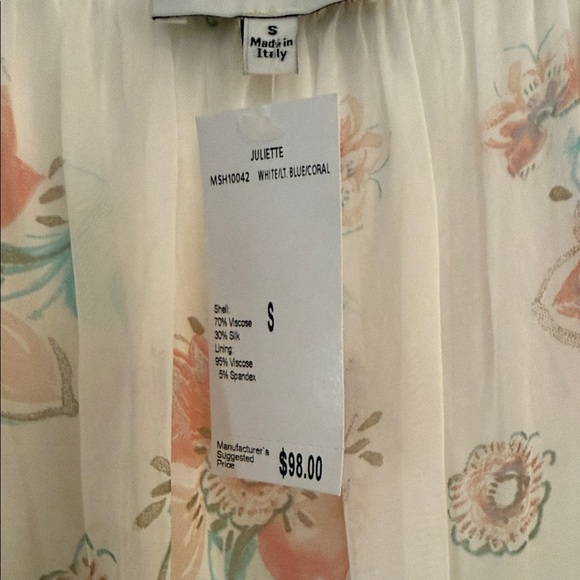 S
Made in
Italy
JULIETTE
MSH10042 WHITE/LT. BLUE/CORAL
Shell:
70% Viscose
30% Silk
Lining:
95% Viscose
5% Spandex
S
Manufacturer's
Suggested
Price
$98.00